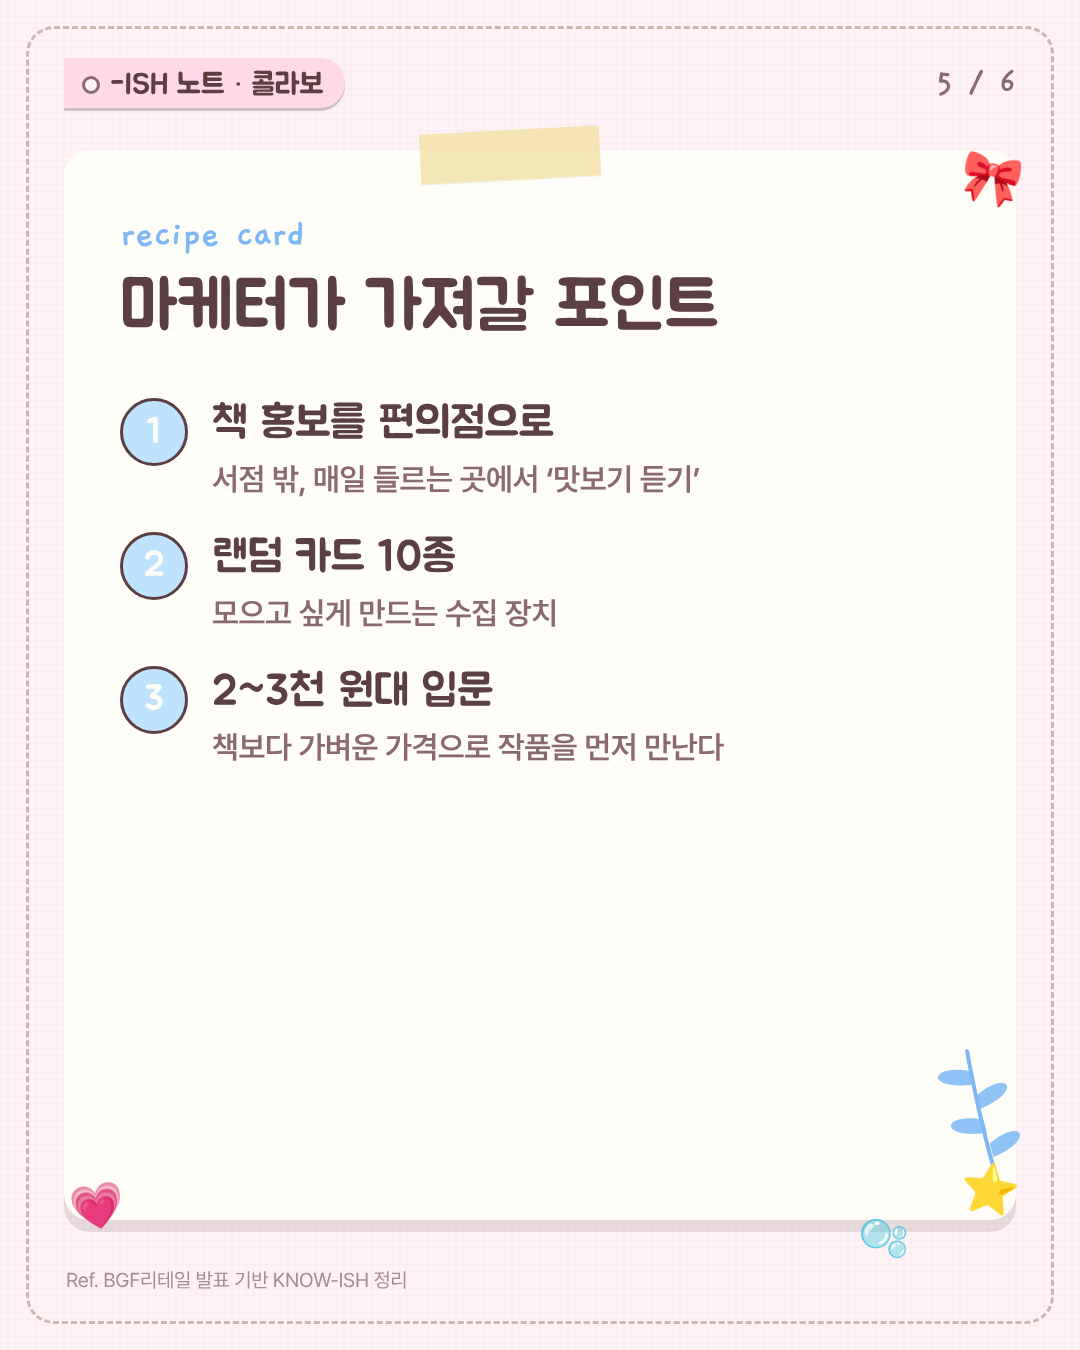 -ISH 노트 · 콜라보
5 / 6
recipe card
마케터가 가져갈 포인트
1
책 홍보를 편의점으로
서점 밖, 매일 들르는 곳에서 ‘맛보기 듣기’
2
랜덤 카드 10종
모으고 싶게 만드는 수집 장치
3
2~3천 원대 입문
책보다 가벼운 가격으로 작품을 먼저 만난다
Ref. BGF리테일 발표 기반 KNOW-ISH 정리